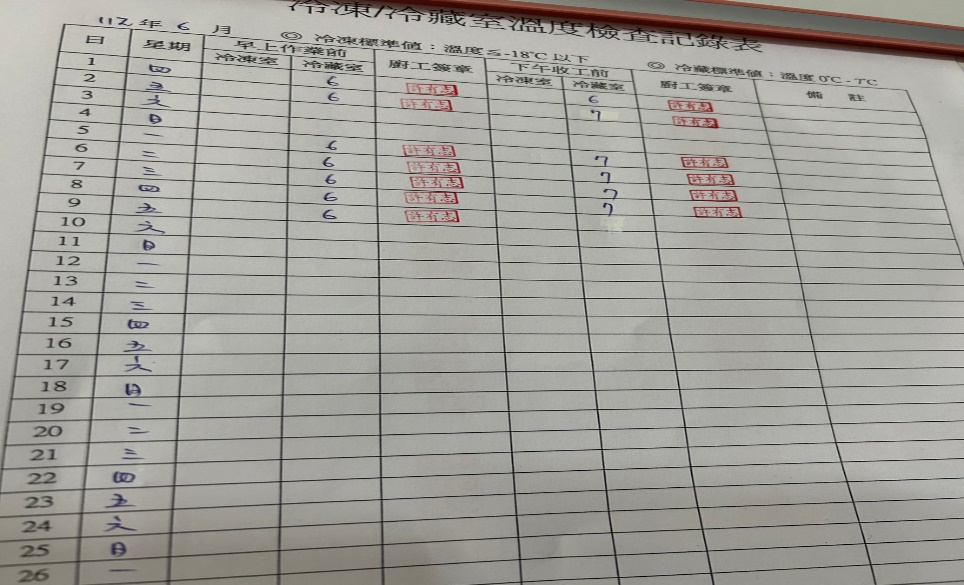 冷凍/冷藏室溫度檢查記錄表
112 年 6 月 ◎ 冷凍標準值：溫度≦-18℃以下 ◎ 冷藏標準值：溫度0℃-7℃
日 星期 早上作業前 廚工簽章 下午收工前 廚工簽章 備註
冷凍室 冷藏室 冷凍室 冷藏室
1 四 6 許有志 6 許有志
2 五 6 許有志 7 許有志
3 六
4 日
5 一 6 許有志 7 許有志
6 二 6 許有志 7 許有志
7 三 6 許有志 7 許有志
8 四 6 許有志 7 許有志
9 五 6 許有志
10 六
11 日
12 一
13 二
14 三
15 四
16 五
17 六
18 日
19 一
20 二
21 三
22 四
23 五
24 六
25 日
26 一